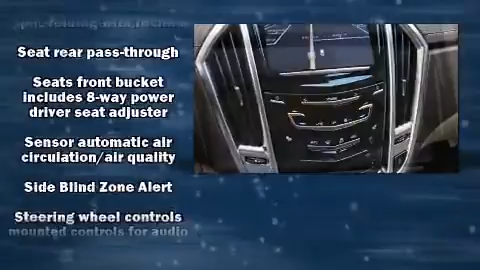 Seat rear pass-through
Seats front bucket
includes 8-way power
driver seat adjuster
Sensor automatic air
circulation/air quality
Side Blind Zone Alert
Steering wheel controls
mounted controls for audio